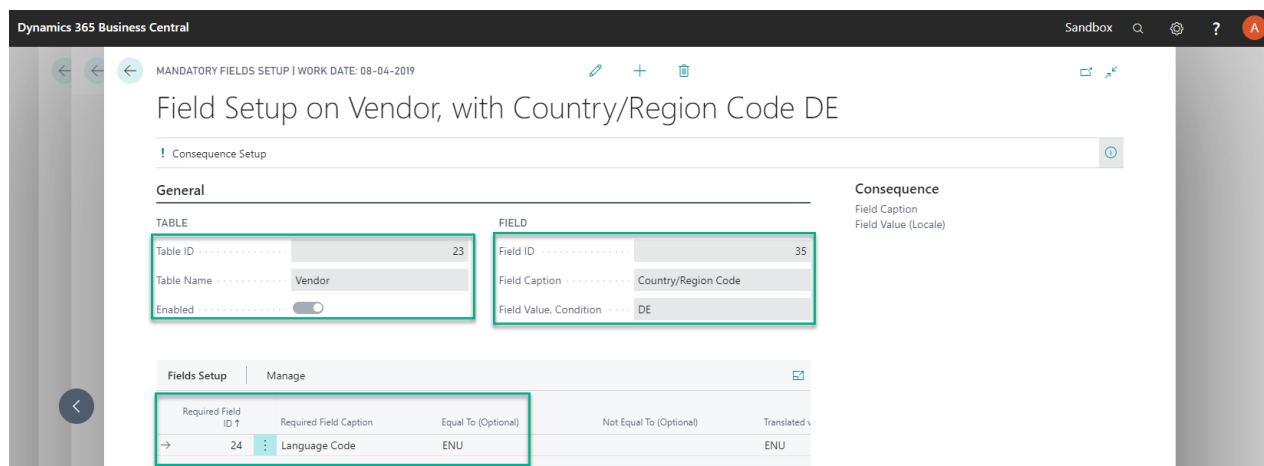 Dynamics 365 Business Central Sandbox ? A
MANDATORY FIELDS SETUP | WORK DATE: 08-04-2019
Field Setup on Vendor, with Country/Region Code DE
! Consequence Setup
General
TABLE
Table ID 23
Table Name Vendor
Enabled
FIELD
Field ID 35
Field Caption Country/Region Code
Field Value, Condition DE
Consequence
Field Caption
Field Value (Locale)
Fields Setup Manage
Required Field ID ↑ Required Field Caption Equal To (Optional) Not Equal To (Optional) Translated v
→ 24 Language Code ENU ENU